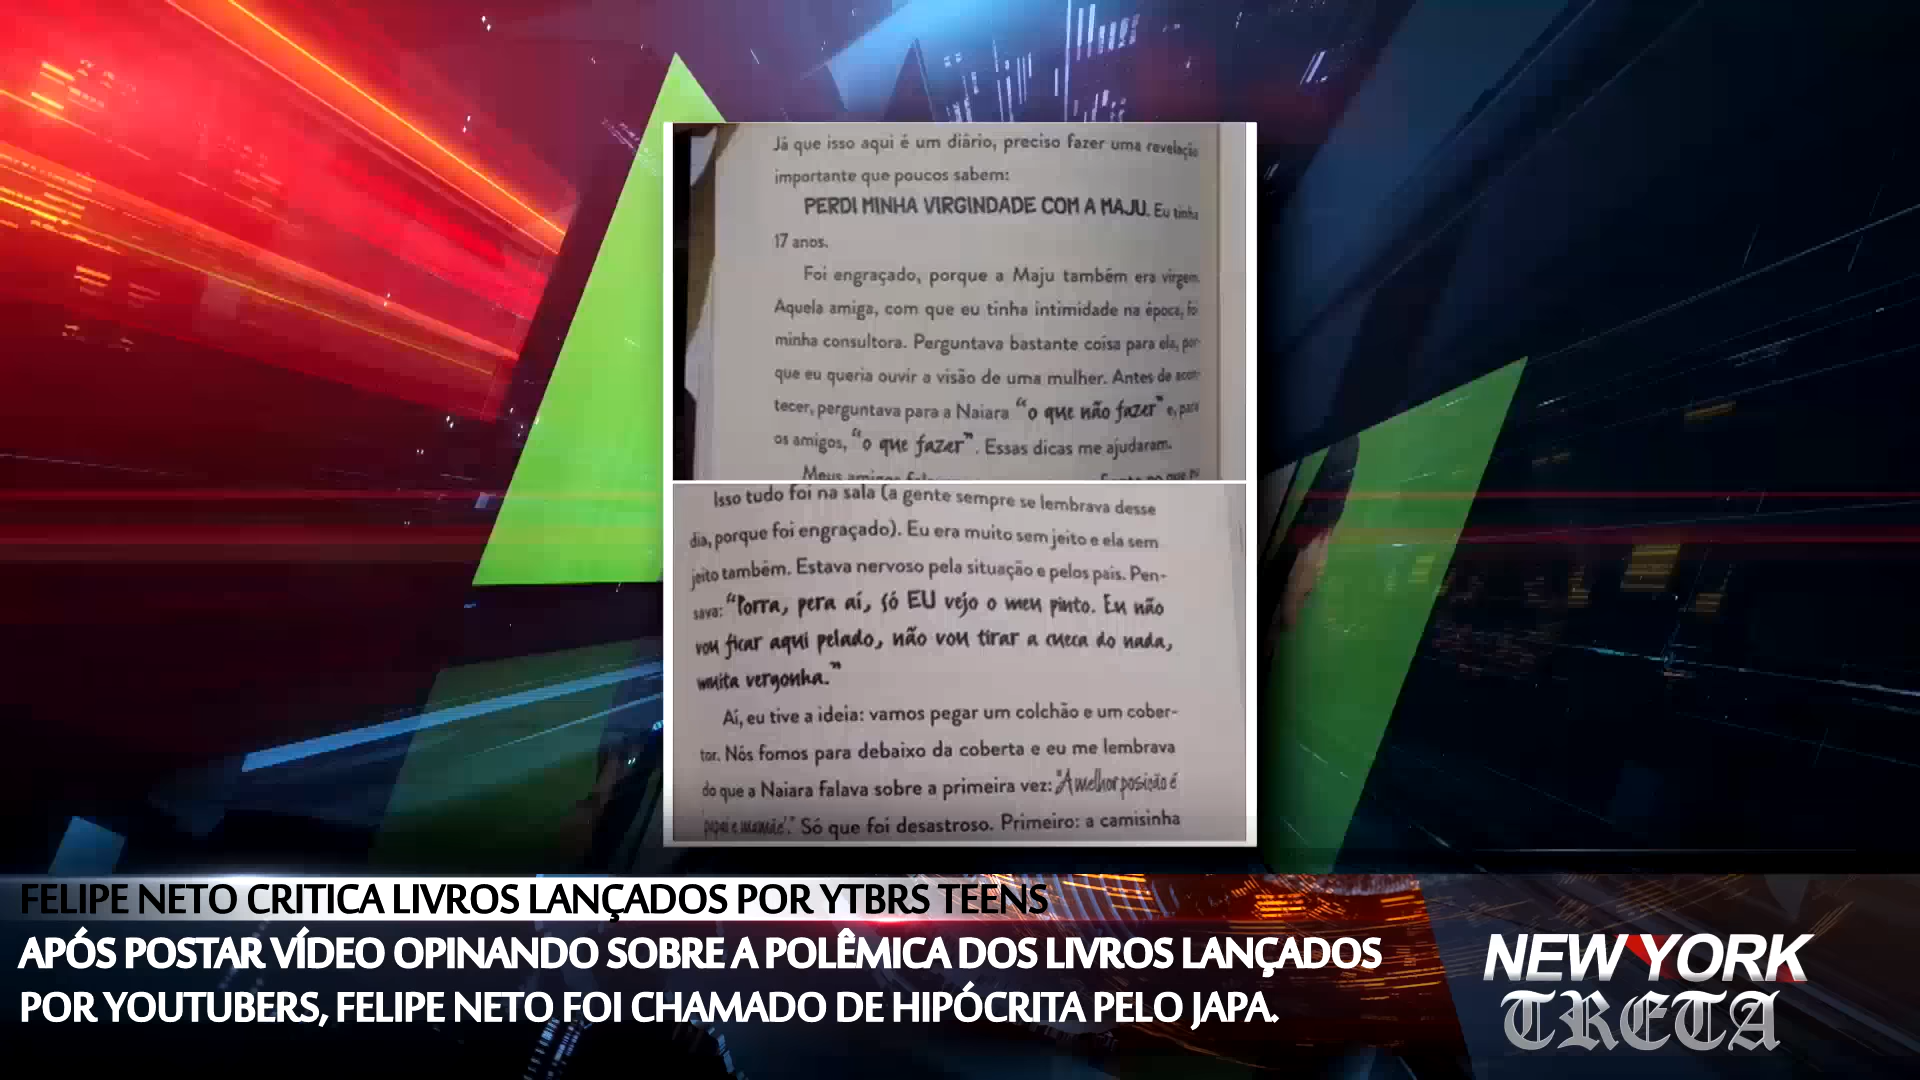 Já que isso aqui é um diário, preciso fazer uma revelação
importante que poucos sabem:
PERDI MINHA VIRGINDADE COM A MAJU. Eu tinha
17 anos.
Foi engraçado, porque a Maju também era virgem.
Aquela amiga, com que eu tinha intimidade na época, fo
minha consultora. Perguntava bastante coisa para ela, por-
que eu queria ouvir a visão de uma mulher. Antes de acon-
tecer, perguntava para a Naiara “o que não fazer” e, para
os amigos, “o que fazer”. Essas dicas me ajudaram.
Meus amigos
Isso tudo foi na sala (a gente sempre se lembrava desse
dia, porque foi engraçado). Eu era muito sem jeito e ela sem
jeito também. Estava nervoso pela situação e pelos pais. Pen-
sava: “Porra, pera aí, só EU vejo o meu pinto. Eu não
vou ficar aqui pelado, não vou tirar a cueca do nada,
muita vergonha.”
Aí, eu tive a ideia: vamos pegar um colchão e um cober-
tor. Nós fomos para debaixo da coberta e eu me lembrava
do que a Naiara falava sobre a primeira vez: “A melhor posição é
papai e mamãe”. Só que foi desastroso. Primeiro: a camisinha
FELIPE NETO CRITICA LIVROS LANÇADOS POR YTBRS TEENS
APÓS POSTAR VÍDEO OPINANDO SOBRE A POLÊMICA DOS LIVROS LANÇADOS
POR YOUTUBERS, FELIPE NETO FOI CHAMADO DE HIPÓCRITA PELO JAPA.
NEW YORK
TRETA